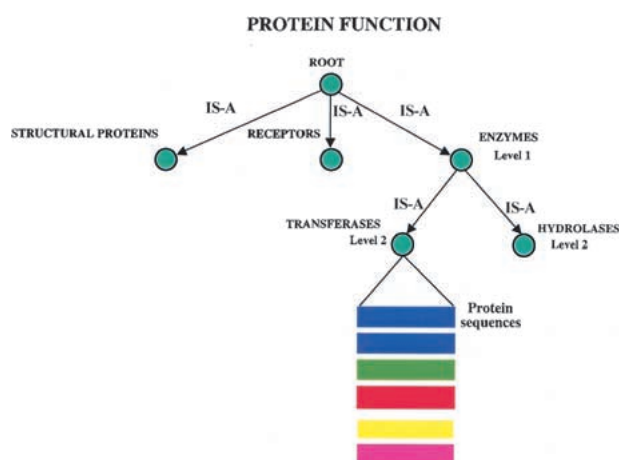 PROTEIN FUNCTION
ROOT
IS-A
IS-A
IS-A
STRUCTURAL PROTEINS
RECEPTORS
ENZYMES
Level 1
IS-A
IS-A
TRANSFERASES
Level 2
HYDROLASES
Level 2
Protein
sequences